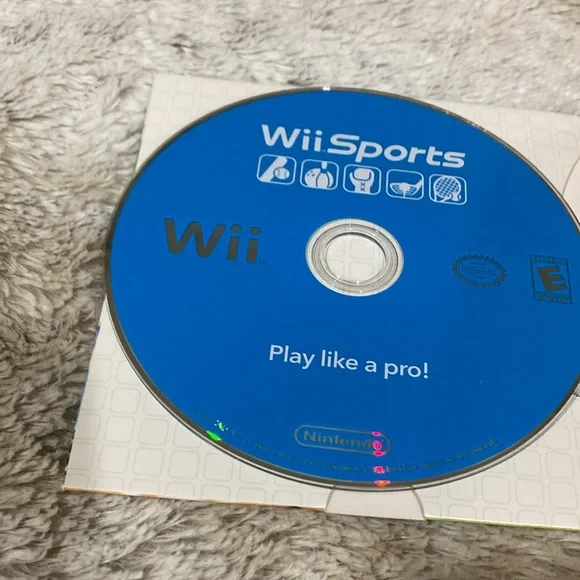 Wii Sports
Wii
E
Play like a pro!
Nintendo